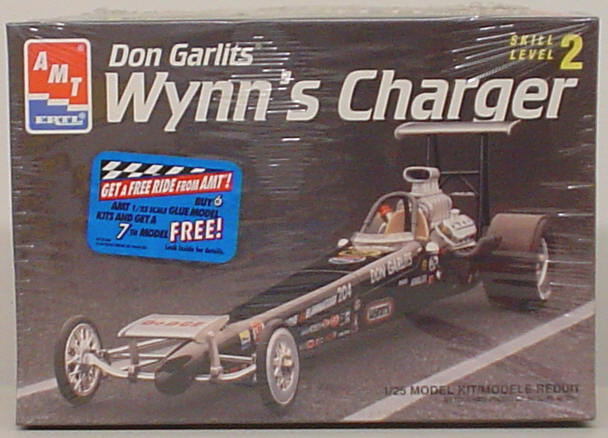 AMT
ERTL
Don Garlits'
Wynn's Charger
SKILL
LEVEL 2
GET A FREE RIDE FROM AMT!
BUY 6
AMT 1/25 SCALE GLUE MODEL
KITS AND GET A
7TH MODEL FREE!
Look inside for details.
DON GARLITS
DODGE
1/25 MODEL KIT/MODELE REDUIT